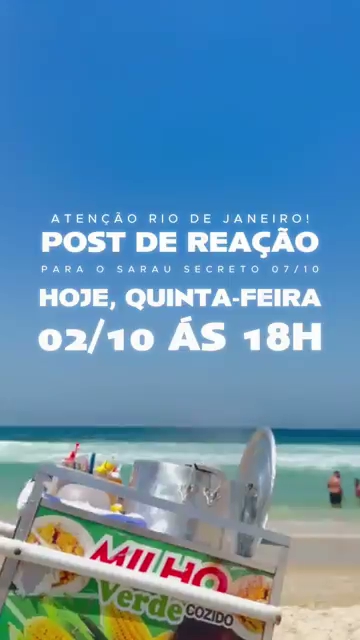 ATENÇÃO RIO DE JANEIRO!
POST DE REAÇÃO
PARA O SARAU SECRETO 07/10
HOJE, QUINTA-FEIRA
02/10 ÁS 18H
MILHO
Verde COZIDO